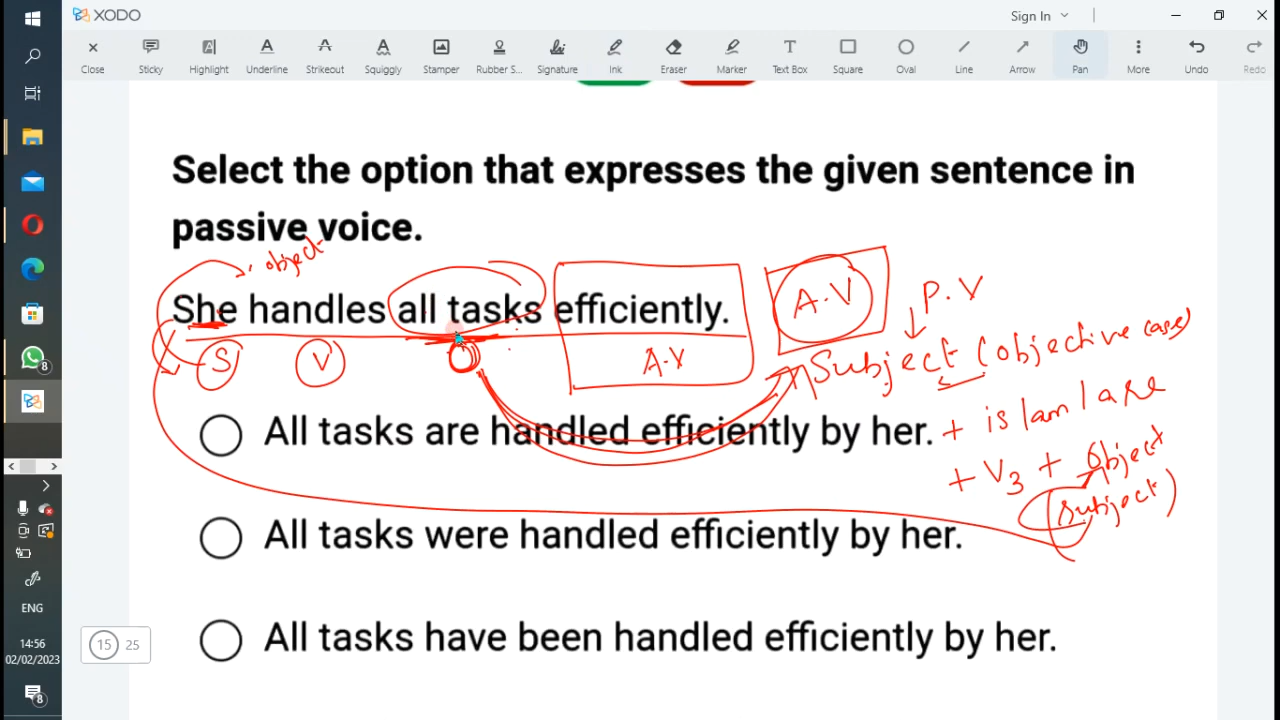 XODO
Sign In
Close Sticky Highlight Underline Strikeout Squiggly Stamper Rubber S... Signature Ink Eraser Marker Text Box Square Oval Line Arrow Pan More Undo Redo
Select the option that expresses the given sentence in
passive voice.
object
She handles all tasks efficiently.
A.V
P.V
S
V
A.V
Subject (objective case)
+ is/am/are
+ V3 + Object
(subject)
All tasks are handled efficiently by her.
All tasks were handled efficiently by her.
All tasks have been handled efficiently by her.
8
ENG
14:56
02/02/2023
8
15 25